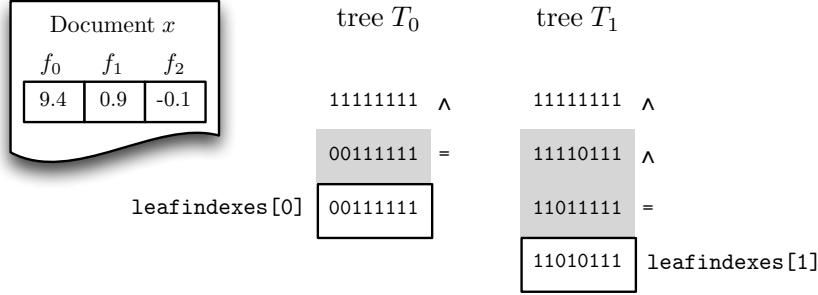 Document x
f0 f1 f2
9.4 0.9 -0.1
tree T0
11111111 ∧
00111111 =
leafindexes[0] 00111111
tree T1
11111111 ∧
11110111 ∧
11011111 =
11010111 leafindexes[1]